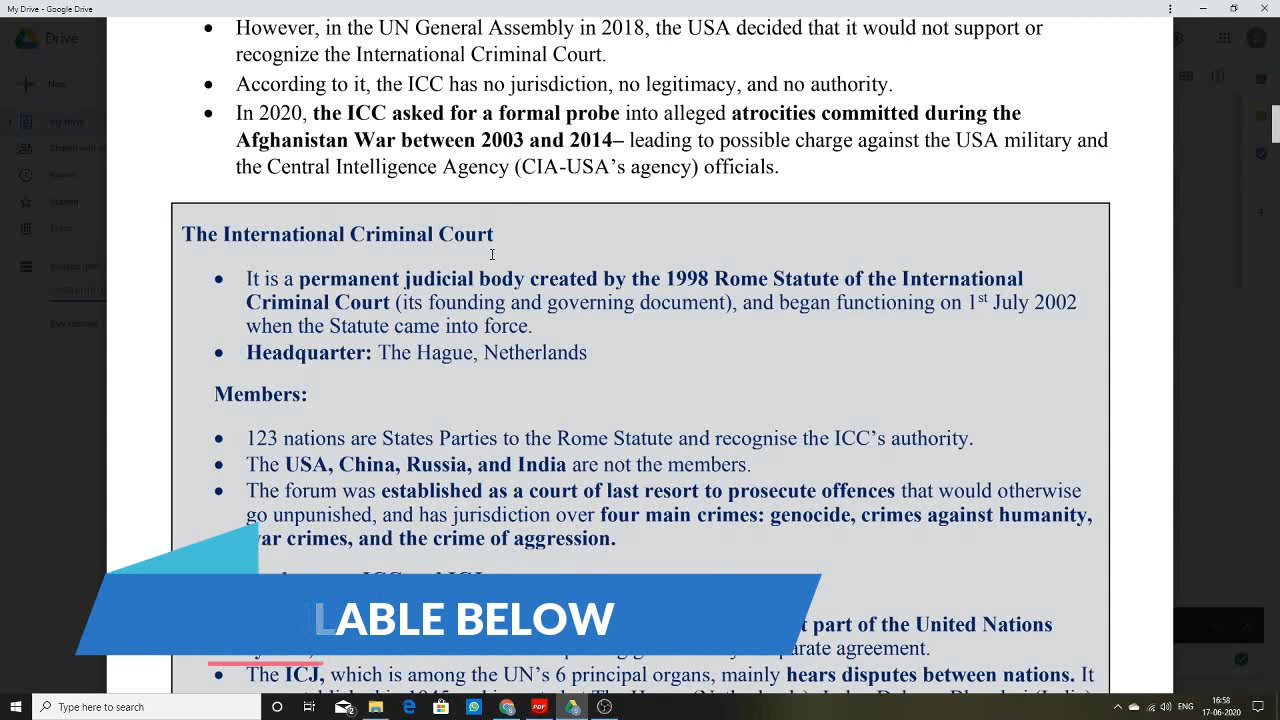 My Drive - Google Drive
However, in the UN General Assembly in 2018, the USA decided that it would not support or
Drive
recognize the International Criminal Court.
New
According to it, the ICC has no jurisdiction, no legitimacy, and no authority.
In 2020, the ICC asked for a formal probe into alleged atrocities committed during the
My Drive
Afghanistan War between 2003 and 2014– leading to possible charge against the USA military and
Shared with
the Central Intelligence Agency (CIA-USA's agency) officials.
Recent
Starred
Trash
The International Criminal Court
It is a permanent judicial body created by the 1998 Rome Statute of the International
Criminal Court (its founding and governing document), and began functioning on 1st July 2002
when the Statute came into force.
Buy storage
Headquarter: The Hague, Netherlands
Members:
123 nations are States Parties to the Rome Statute and recognise the ICC's authority.
The USA, China, Russia, and India are not the members.
The forum was established as a court of last resort to prosecute offences that would otherwise
go unpunished, and has jurisdiction over four main crimes: genocide, crimes against humanity,
war crimes, and the crime of aggression.
LABLE BELOW
part of the United Nations
agreement.
The ICJ, which is among the UN's 6 principal organs, mainly hears disputes between nations. It
Type here to search
16:58
17-06-2020